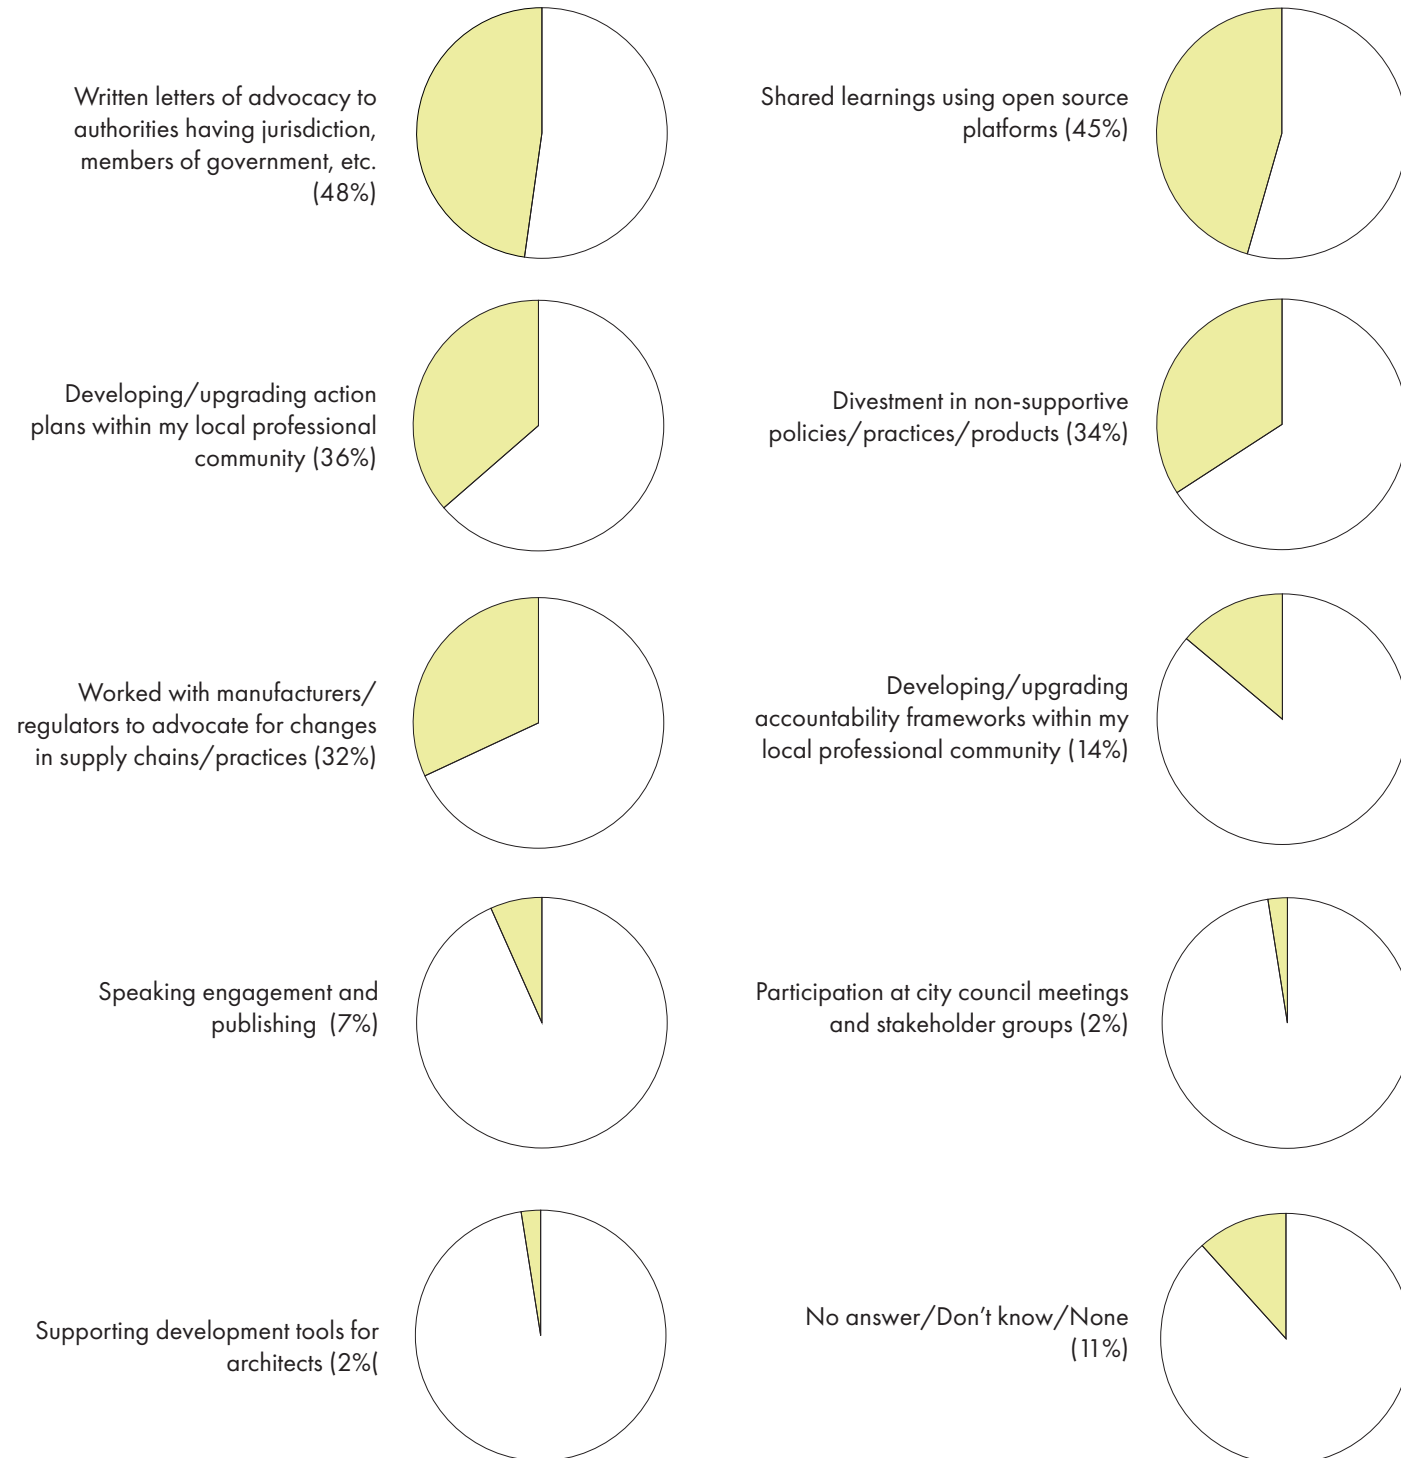 Written letters of advocacy to
authorities having jurisdiction,
members of government, etc.
(48%)
Shared learnings using open source
platforms (45%)
Developing/upgrading action
plans within my local professional
community (36%)
Divestment in non-supportive
policies/practices/products (34%)
Worked with manufacturers/
regulators to advocate for changes
in supply chains/practices (32%)
Developing/upgrading
accountability frameworks within my
local professional community (14%)
Speaking engagement and
publishing  (7%)
Participation at city council meetings
and stakeholder groups (2%)
Supporting development tools for
architects (2%(
No answer/Don’t know/None
(11%)